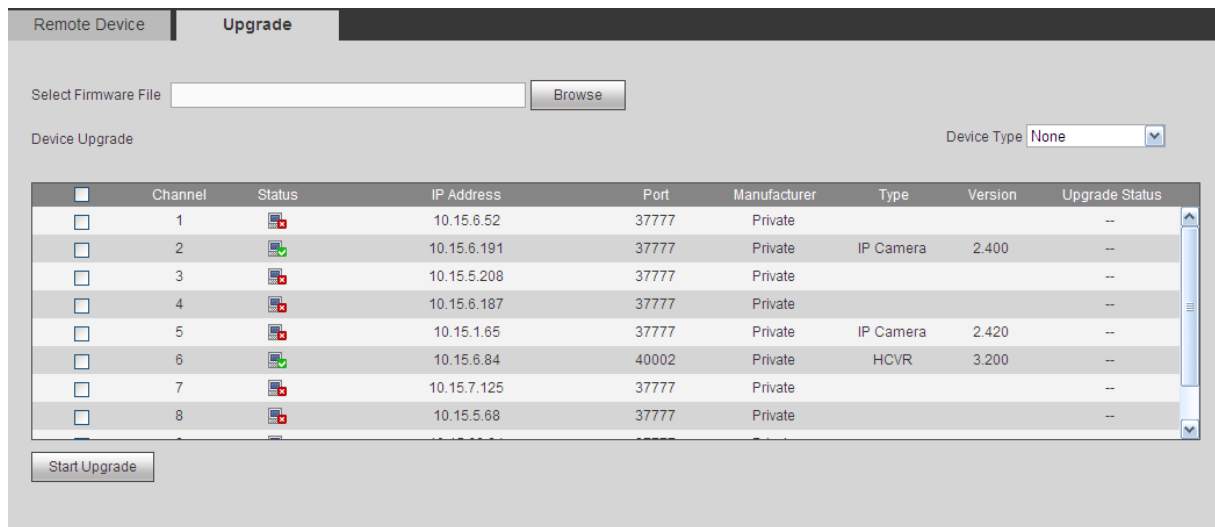 Remote Device Upgrade
Select Firmware File Browse
Device Upgrade Device Type None
Channel Status IP Address Port Manufacturer Type Version Upgrade Status
1 10.15.6.52 37777 Private --
2 10.15.6.191 37777 Private IP Camera 2.400 --
3 10.15.5.208 37777 Private --
4 10.15.6.187 37777 Private --
5 10.15.1.65 37777 Private IP Camera 2.420 --
6 10.15.6.84 40002 Private HCVR 3.200 --
7 10.15.7.125 37777 Private --
8 10.15.5.68 37777 Private --
Start Upgrade